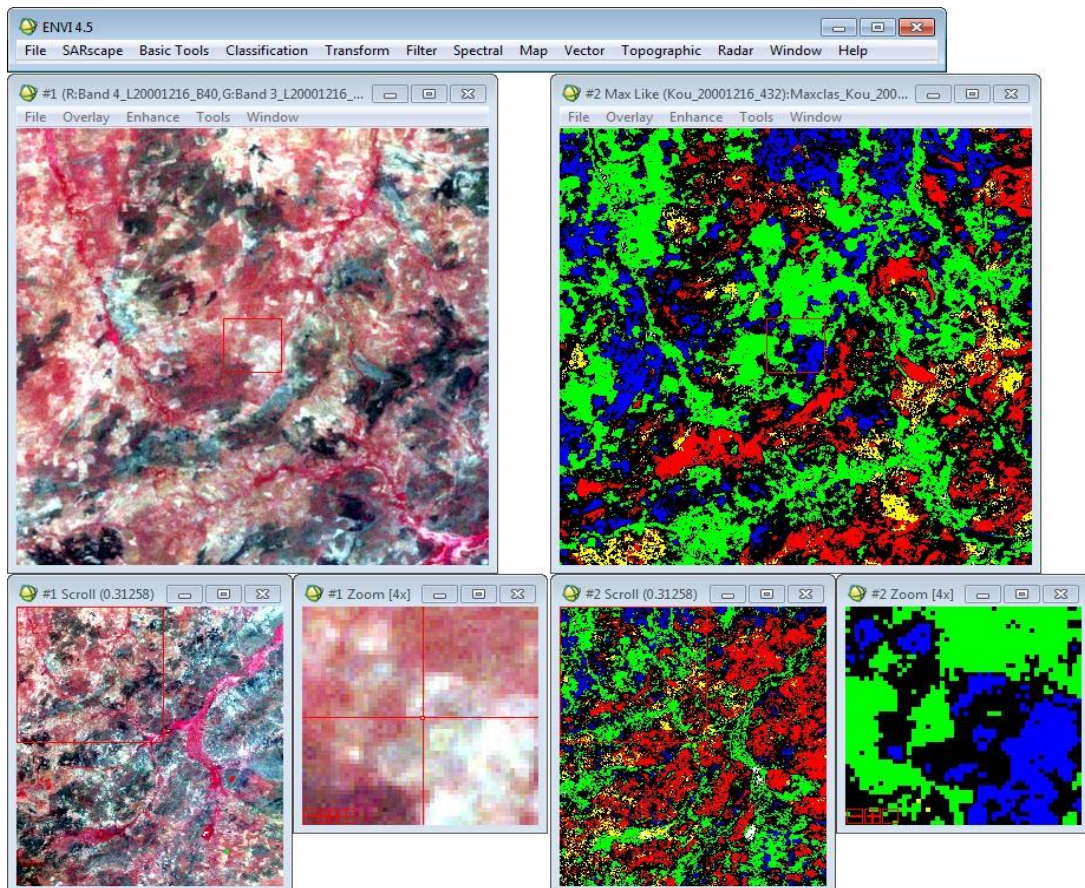 ENVI 4.5
File SARscape Basic Tools Classification Transform Filter Spectral Map Vector Topographic Radar Window Help
#1 (R:Band 4_L20001216_B40,G:Band 3_L20001216_...
File Overlay Enhance Tools Window
#2 Max Like (Kou_20001216_432):Maxclas_Kou_200...
File Overlay Enhance Tools Window
#1 Scroll (0.31258)
#1 Zoom [4x]
#2 Scroll (0.31258)
#2 Zoom [4x]